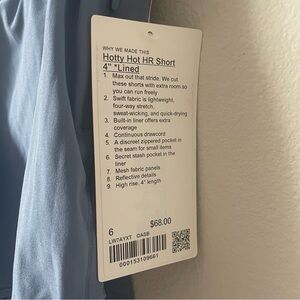 WHY WE MADE THIS
Hotty Hot HR Short
4" *Lined
1. Max out that stride. We cut
these shorts with extra room so
you can run freely
2. Swift fabric is lightweight,
four-way stretch,
sweat-wicking, and quick-drying
3. Built-in liner offers extra
coverage
4. Continuous drawcord
5. A discreet zippered pocket in
the seam for small items
6. Secret stash pocket in the
liner
7. Mesh fabric panels
8. Reflective details
9. High rise, 4" length
6 $68.00
LW7AYXT OASB
000153109661